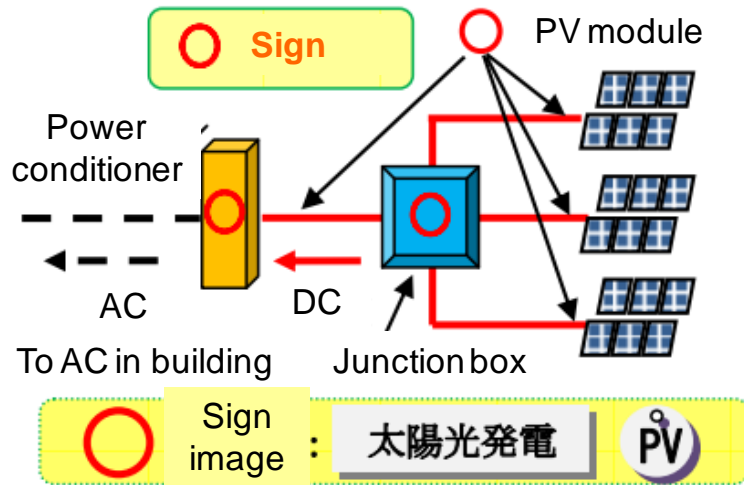 Sign
PV module
Power
conditioner
AC
DC
To AC in building
Junction box
Sign
image
:
太陽光発電
PV